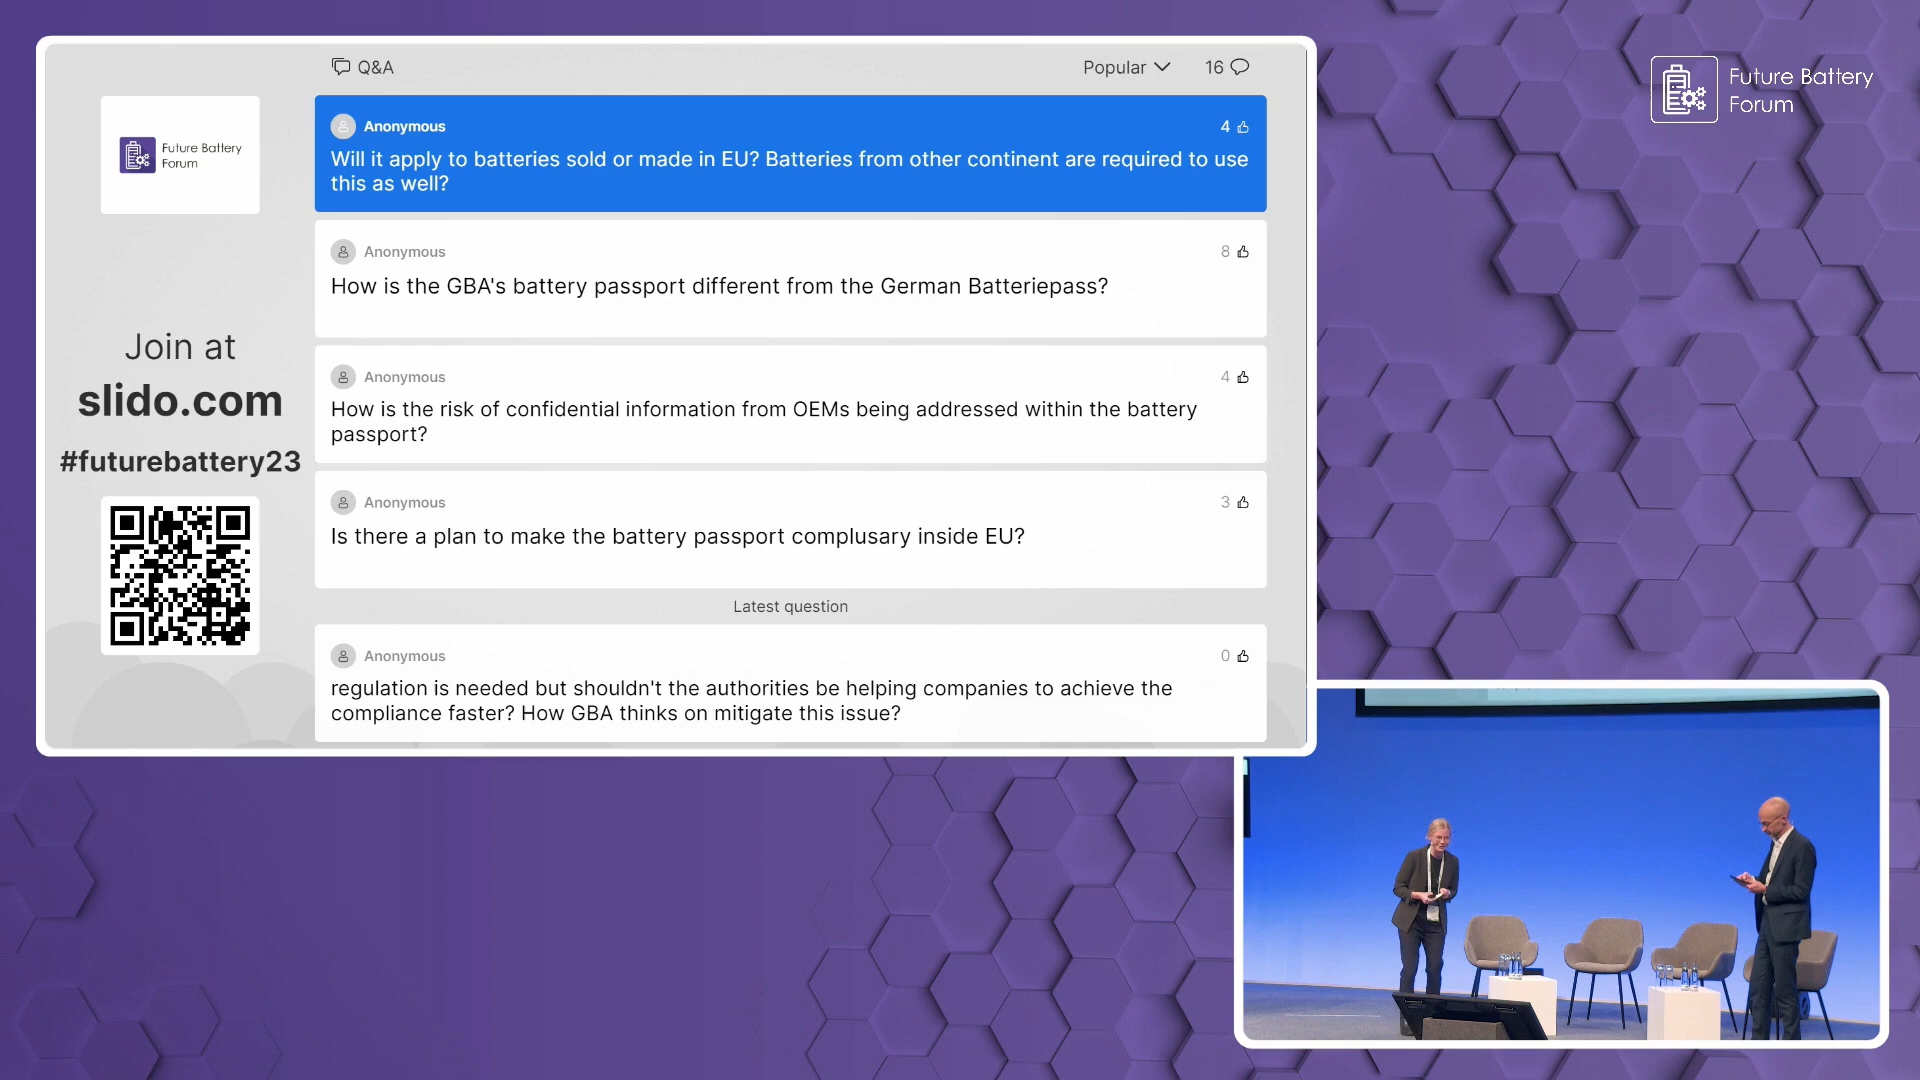 Q&A
Popular
16
Future Battery
Forum
Join at
slido.com
#futurebattery23
Anonymous
4
Will it apply to batteries sold or made in EU? Batteries from other continent are required to use
this as well?
Anonymous
8
How is the GBA's battery passport different from the German Batteriepass?
Anonymous
4
How is the risk of confidential information from OEMs being addressed within the battery
passport?
Anonymous
3
Is there a plan to make the battery passport complusary inside EU?
Latest question
Anonymous
0
regulation is needed but shouldn't the authorities be helping companies to achieve the
compliance faster? How GBA thinks on mitigate this issue?
Future Battery
Forum